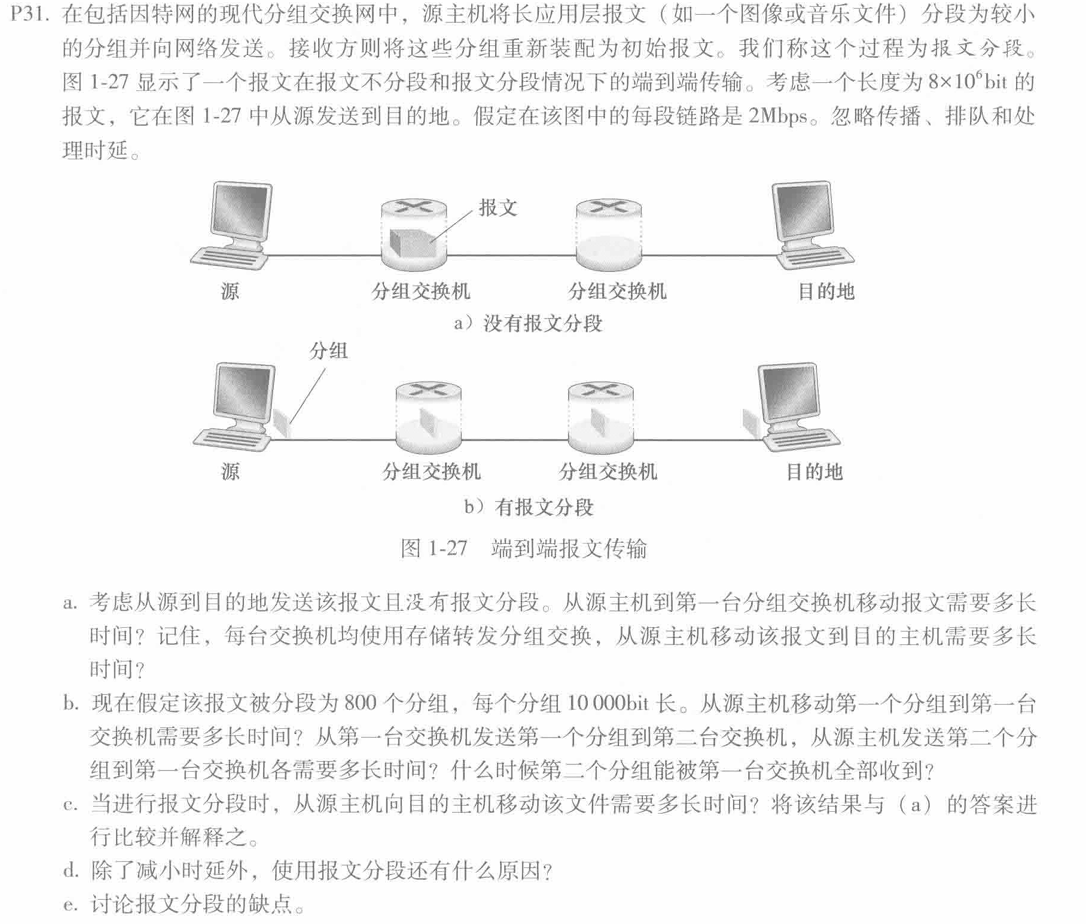 P31. 在包括因特网的现代分组交换网中，源主机将长应用层报文（如一个图像或音乐文件）分段为较小
的分组并向网络发送。接收方则将这些分组重新装配为初始报文。我们称这个过程为报文分段。
图 1-27 显示了一个报文在报文不分段和报文分段情况下的端到端传输。考虑一个长度为 8×10⁶bit 的
报文，它在图 1-27 中从源发送到目的地。假定在该图中的每段链路是 2Mbps。忽略传播、排队和处
理时延。
报文
源 分组交换机 分组交换机 目的地
a）没有报文分段
分组
源 分组交换机 分组交换机 目的地
b）有报文分段
图 1-27 端到端报文传输
a. 考虑从源到目的地发送该报文且没有报文分段。从源主机到第一台分组交换机移动报文需要多长
时间？记住，每台交换机均使用存储转发分组交换，从源主机移动该报文到目的主机需要多长
时间？
b. 现在假定该报文被分段为 800 个分组，每个分组 10 000bit 长。从源主机移动第一个分组到第一台
交换机需要多长时间？从第一台交换机发送第一个分组到第二台交换机，从源主机发送第二个分
组到第一台交换机各需要多长时间？什么时候第二个分组能被第一台交换机全部收到？
c. 当进行报文分段时，从源主机向目的主机移动该文件需要多长时间？将该结果与（a）的答案进
行比较并解释之。
d. 除了减小时延外，使用报文分段还有什么原因？
e. 讨论报文分段的缺点。